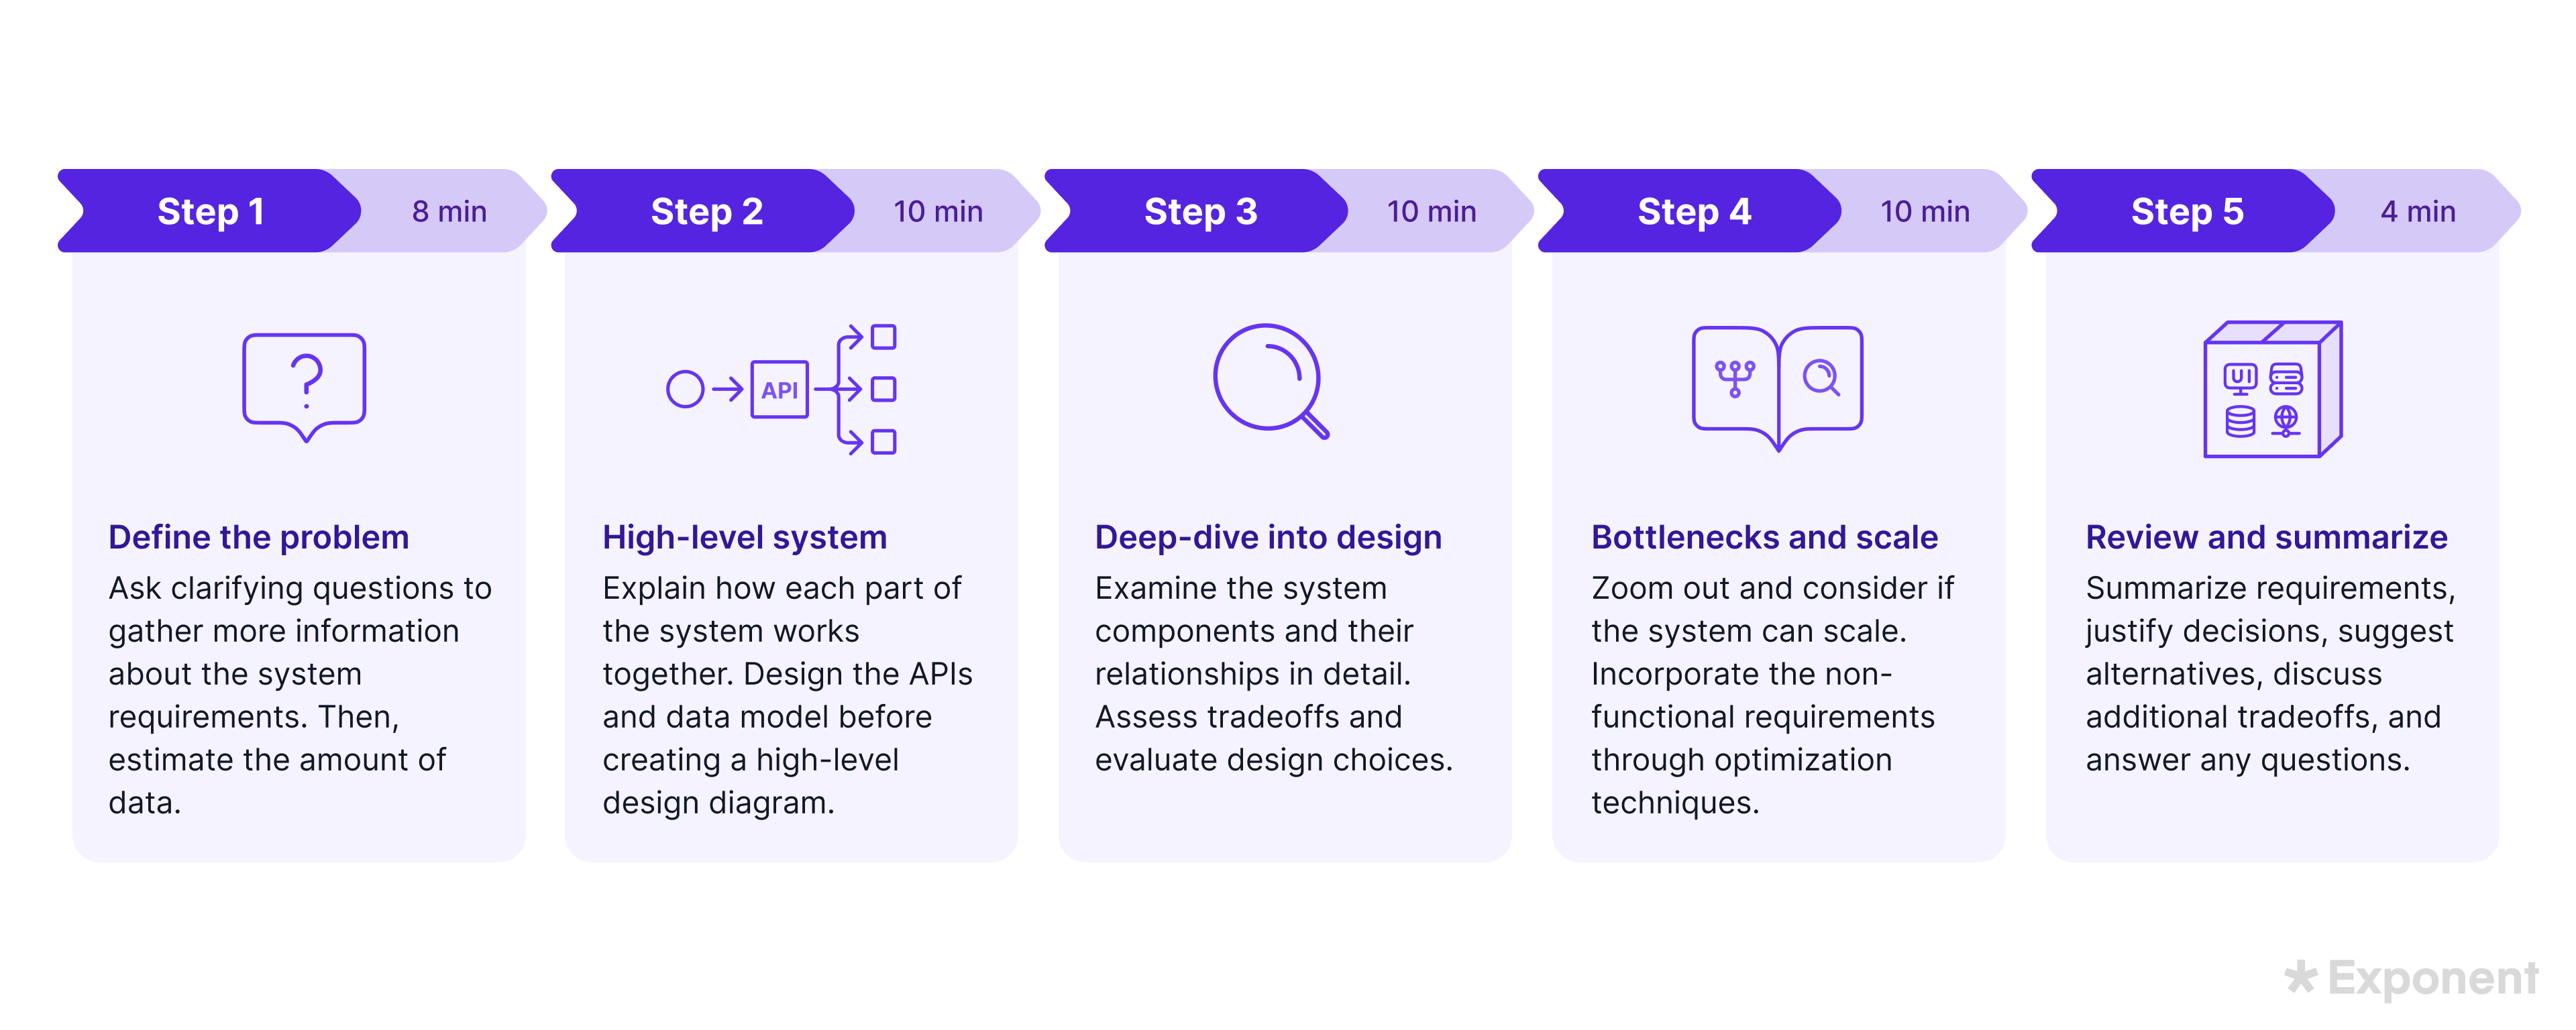 Step 1
8 min
Define the problem
Ask clarifying questions to
gather more information
about the system
requirements. Then,
estimate the amount of
data.
Step 2
10 min
API
High-level system
Explain how each part of
the system works
together. Design the APIs
and data model before
creating a high-level
design diagram.
Step 3
10 min
Deep-dive into design
Examine the system
components and their
relationships in detail.
Assess tradeoffs and
evaluate design choices.
Step 4
10 min
Bottlenecks and scale
Zoom out and consider if
the system can scale.
Incorporate the non-
functional requirements
through optimization
techniques.
Step 5
4 min
UI
Review and summarize
Summarize requirements,
justify decisions, suggest
alternatives, discuss
additional tradeoffs, and
answer any questions.
Exponent